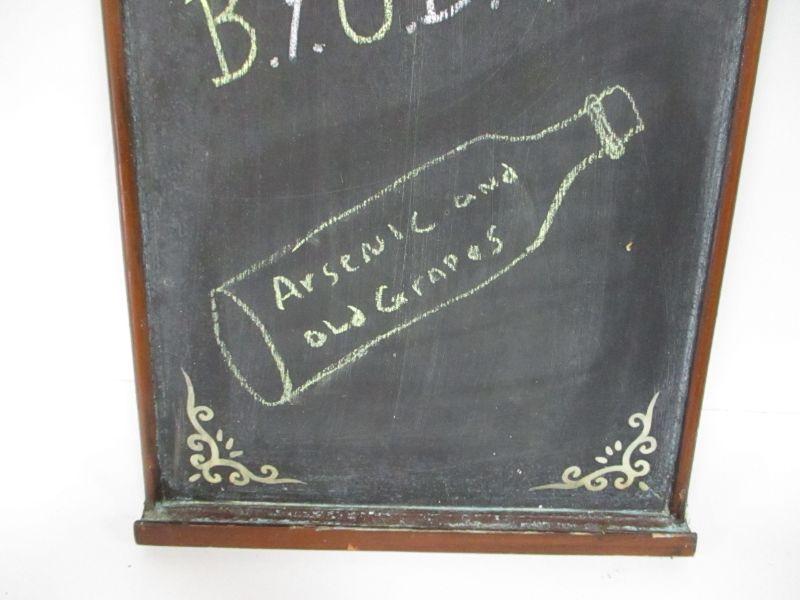 B.Y.O.B.
Arsenic and
old Grapes